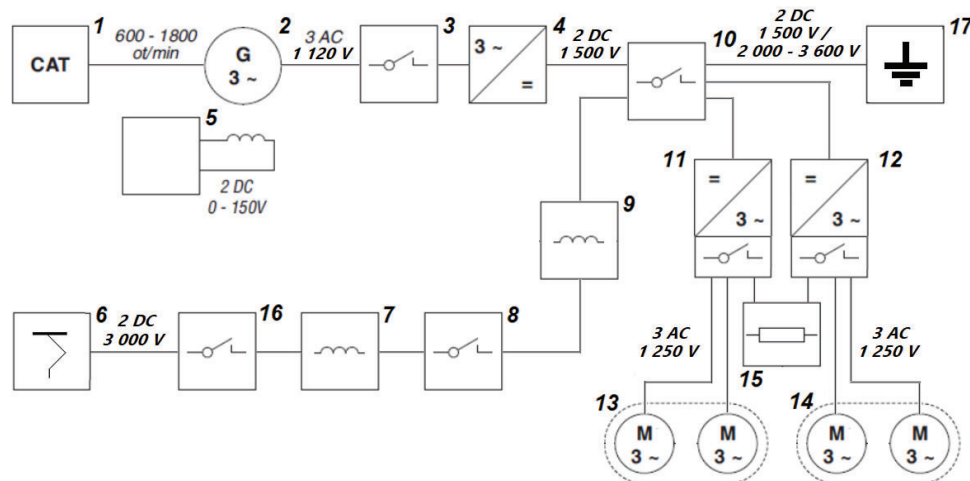 1
CAT
600 - 1800
ot/min
2
G
3 ~
3 AC
1 120 V
3
4
3 ~
=
2 DC
1 500 V
10
2 DC
1 500 V /
2 000 - 3 600 V
17
5
2 DC
0 - 150V
9
11
=
3 ~
12
=
3 ~
6
2 DC
3 000 V
16
7
8
3 AC
1 250 V
15
3 AC
1 250 V
13
M
3 ~
M
3 ~
14
M
3 ~
M
3 ~